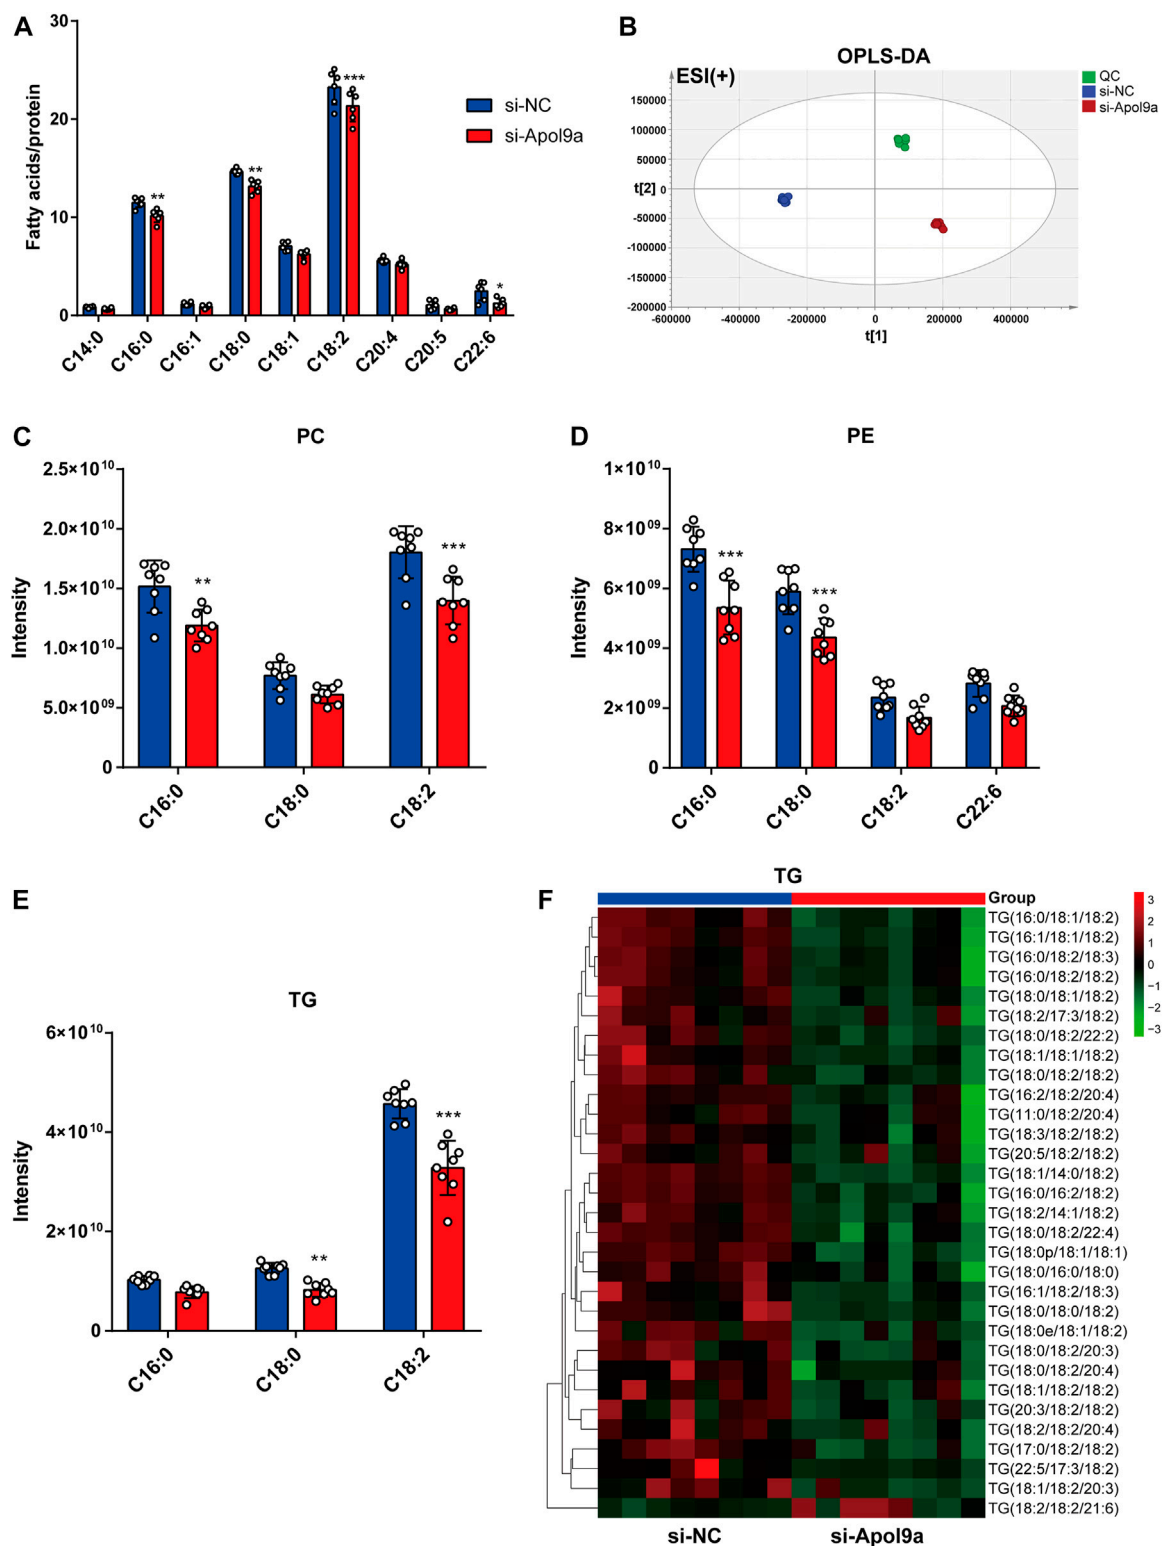 A
30
20
10
0
Fatty acids/protein
**
**
***
*
si-NC
si-Apol9a
C14:0
C16:0
C16:1
C18:0
C18:1
C18:2
C20:4
C20:5
C22:6
B
OPLS-DA
ESI(+)
QC
si-NC
si-Apol9a
150000
100000
50000
t[2] 0
-50000
-100000
-150000
-200000
-600000 -400000 -200000 0 200000 400000
t[1]
C
PC
2.5×10^10
2.0×10^10
1.5×10^10
1.0×10^10
5.0×10^09
0
Intensity
**
***
C16:0
C18:0
C18:2
D
PE
1×10^10
8×10^09
6×10^09
4×10^09
2×10^09
0
Intensity
***
***
C16:0
C18:0
C18:2
C22:6
E
TG
6×10^10
4×10^10
2×10^10
0
Intensity
**
***
C16:0
C18:0
C18:2
F
TG
Group
TG(16:0/18:1/18:2)
TG(16:1/18:1/18:2)
TG(16:0/18:2/18:3)
TG(16:0/18:2/18:2)
TG(18:0/18:1/18:2)
TG(18:2/17:3/18:2)
TG(18:0/18:2/22:2)
TG(18:1/18:1/18:2)
TG(18:0/18:2/18:2)
TG(16:2/18:2/20:4)
TG(11:0/18:2/20:4)
TG(18:3/18:2/18:2)
TG(20:5/18:2/18:2)
TG(18:1/14:0/18:2)
TG(16:0/16:2/18:2)
TG(18:2/14:1/18:2)
TG(18:0/18:2/22:4)
TG(18:0p/18:1/18:1)
TG(18:0/16:0/18:0)
TG(16:1/18:2/18:3)
TG(18:0/18:0/18:2)
TG(18:0e/18:1/18:2)
TG(18:0/18:2/20:3)
TG(18:0/18:2/20:4)
TG(18:1/18:2/18:2)
TG(20:3/18:2/18:2)
TG(18:2/18:2/20:4)
TG(17:0/18:2/18:2)
TG(22:5/17:3/18:2)
TG(18:1/18:2/20:3)
TG(18:2/18:2/21:6)
3
2
1
0
−1
−2
−3
si-NC
si-Apol9a